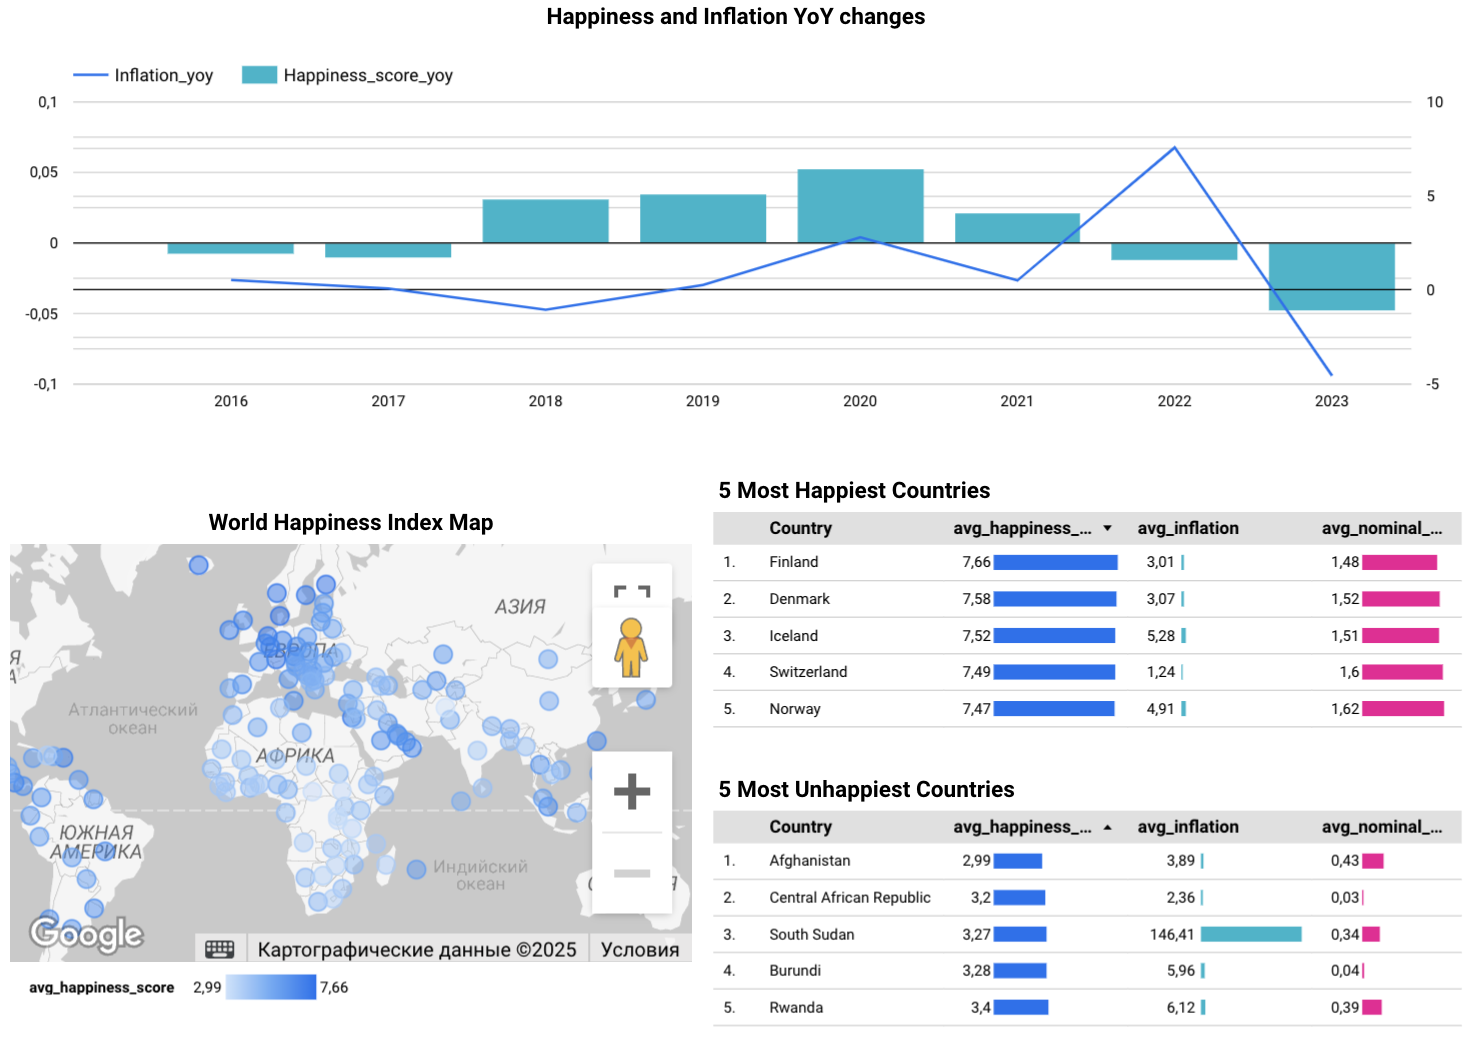 Happiness and Inflation YoY changes
Inflation_yoy Happiness_score_yoy
0,1 10
0,05
5
0
0
-0,05
-0,1 -5
2016 2017 2018 2019 2020 2021 2022 2023
World Happiness Index Map
АЗИЯ
Я
А
ЕВРОПА
Атлантический
океан
АФРИКА
ЮЖНАЯ
АМЕРИКА
Индийский
океан
Я
Google
Картографические данные ©2025 Условия
avg_happiness_score 2,99 7,66
5 Most Happiest Countries
Country avg_happiness_... avg_inflation avg_nominal_...
1. Finland 7,66 3,01 1,48
2. Denmark 7,58 3,07 1,52
3. Iceland 7,52 5,28 1,51
4. Switzerland 7,49 1,24 1,6
5. Norway 7,47 4,91 1,62
5 Most Unhappiest Countries
Country avg_happiness_... avg_inflation avg_nominal_...
1. Afghanistan 2,99 3,89 0,43
2. Central African Republic 3,2 2,36 0,03
3. South Sudan 3,27 146,41 0,34
4. Burundi 3,28 5,96 0,04
5. Rwanda 3,4 6,12 0,39